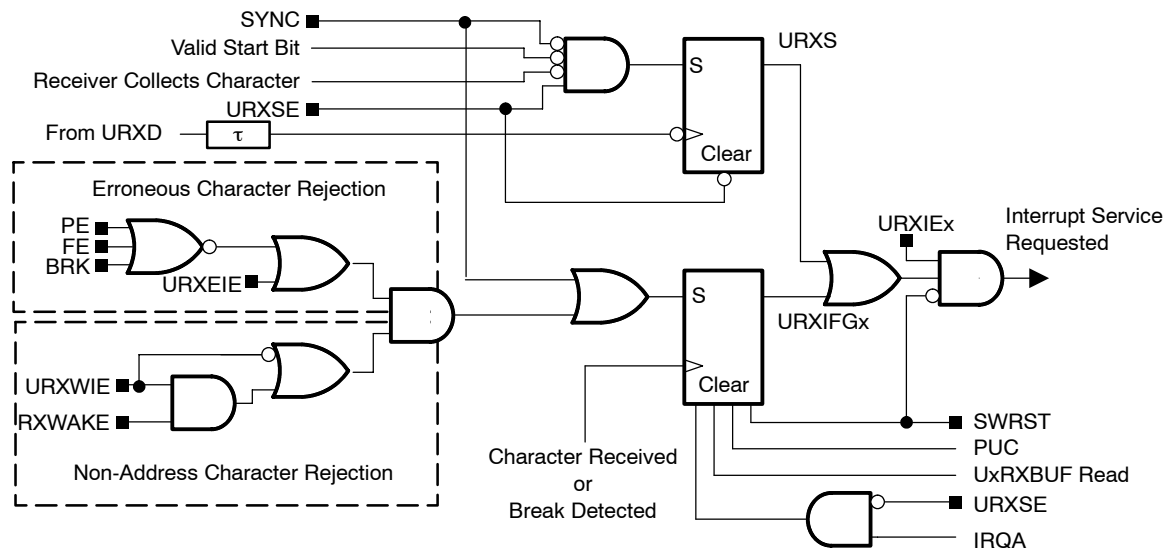 SYNC
Valid Start Bit
Receiver Collects Character
URXSE
From URXD
τ
S
Clear
URXS
Erroneous Character Rejection
PE
FE
BRK
URXEIE
URXWIE
RXWAKE
Non-Address Character Rejection
S
Clear
URXIFGx
URXIEx
Interrupt Service
Requested
Character Received
or
Break Detected
SWRST
PUC
UxRXBUF Read
URXSE
IRQA